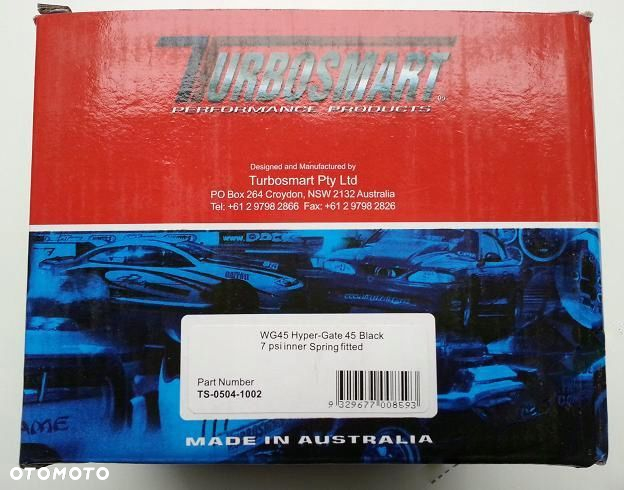 TURBOSMART
PERFORMANCE PRODUCTS
Designed and Manufactured by
Turbosmart Pty Ltd
PO Box 264 Croydon, NSW 2132 Australia
Tel: +61 2 9798 2866 Fax: +61 2 9798 2826
WG45 Hyper-Gate 45 Black
7 psi inner Spring fitted
Part Number
TS-0504-1002
9 329677 008593
MADE IN AUSTRALIA
OTOMOTO